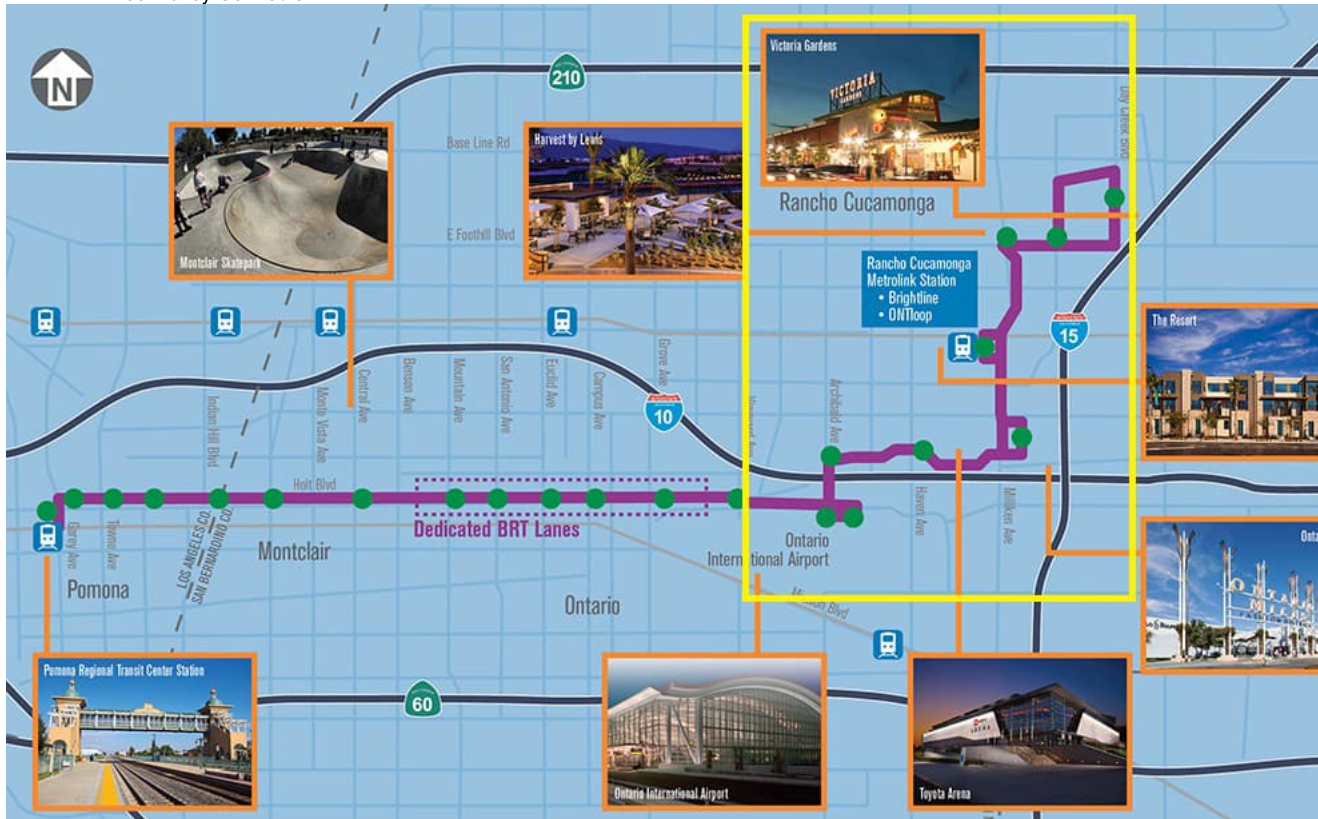 N
210
Victoria Gardens
VICTORIA
GARDENS
Day Creek Blvd
Base Line Rd
Harvest by Lewis
Rancho Cucamonga
E Foothill Blvd
Montclair Skatepark
Rancho Cucamonga
Metrolink Station
• Brightline
• ONTloop
15
The Resort
Indian Hill Blvd
Monta Vista Ave
Central Ave
Benson Ave
Mountain Ave
San Antonio Ave
Euclid Ave
Campus Ave
Grove Ave
10
Archibald Ave
Haven Ave
Milliken Ave
Holt Blvd
Dedicated BRT Lanes
Garey Ave
Towne Ave
LOS ANGELES CO.
SAN BERNARDINO CO.
Montclair
Pomona
Ontario
International Airport
Ontario
Pomona Regional Transit Center Station
60
Ontario International Airport
Toyota Arena